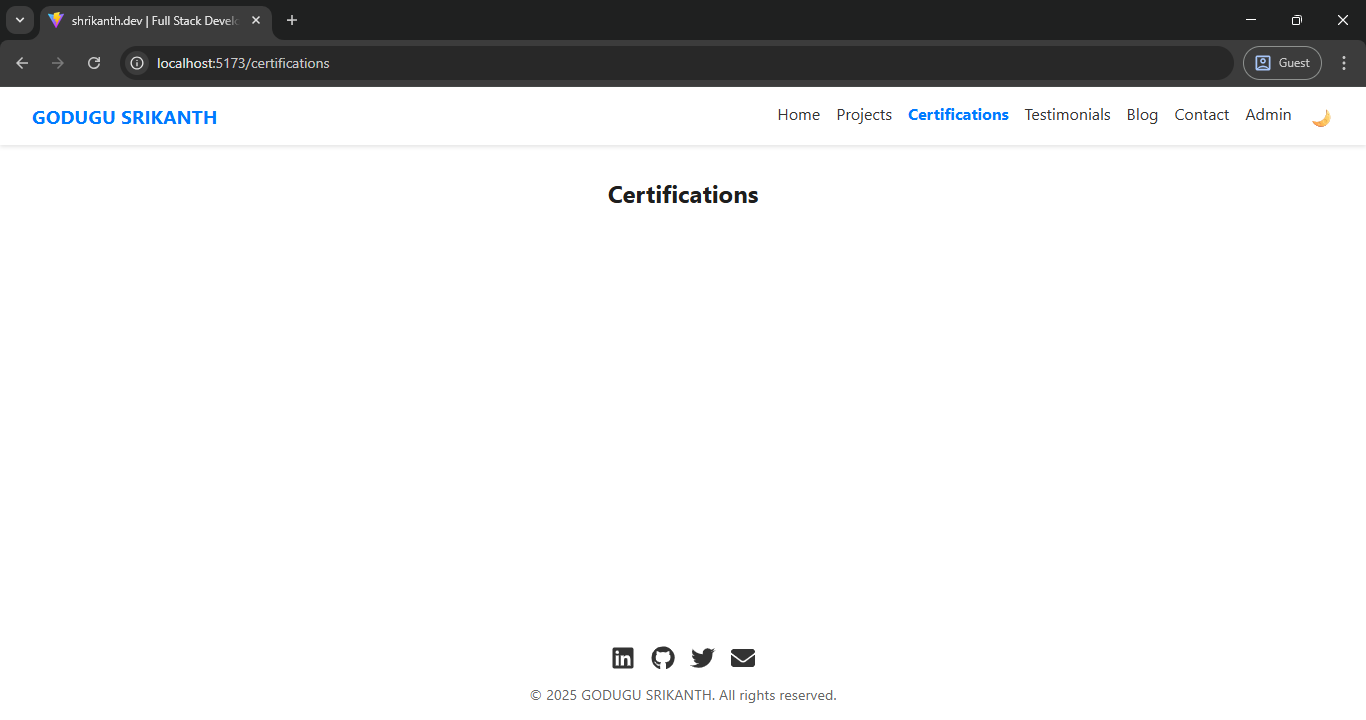 shrikanth.dev | Full Stack Develo
localhost:5173/certifications
Guest
GODUGU SRIKANTH
Home Projects Certifications Testimonials Blog Contact Admin
Certifications
in
© 2025 GODUGU SRIKANTH. All rights reserved.